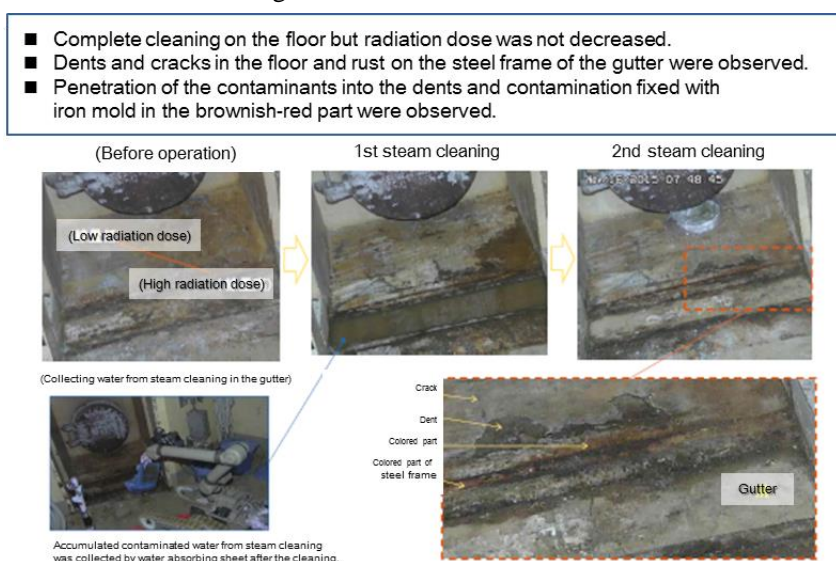 ■ Complete cleaning on the floor but radiation dose was not decreased.
■ Dents and cracks in the floor and rust on the steel frame of the gutter were observed.
■ Penetration of the contaminants into the dents and contamination fixed with
iron mold in the brownish-red part were observed.
(Before operation)
1st steam cleaning
2nd steam cleaning
2015 07 48 45
(Low radiation dose)
(High radiation dose)
(Collecting water from steam cleaning in the gutter)
Crack
Dent
Colored part
Colored part of
steel frame
Gutter
Accumulated contaminated water from steam cleaning
was collected by water absorbing sheet after the cleaning.